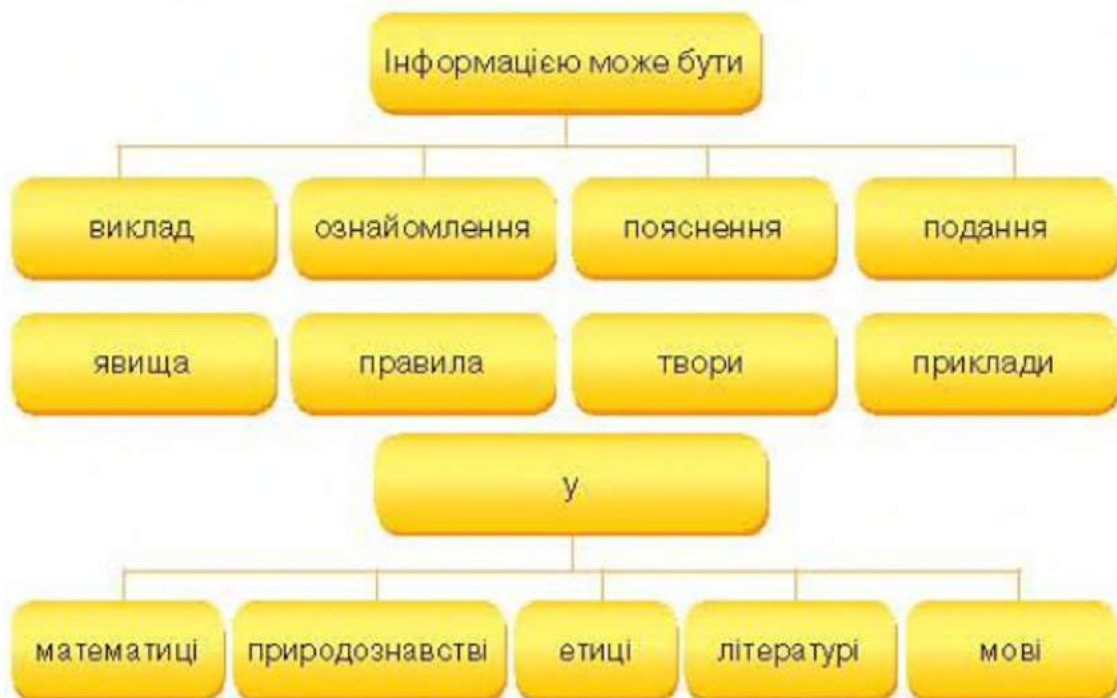 Інформацією може бути
виклад ознайомлення пояснення подання
явища правила твори приклади
у
математиці природознавстві етиці літературі мові